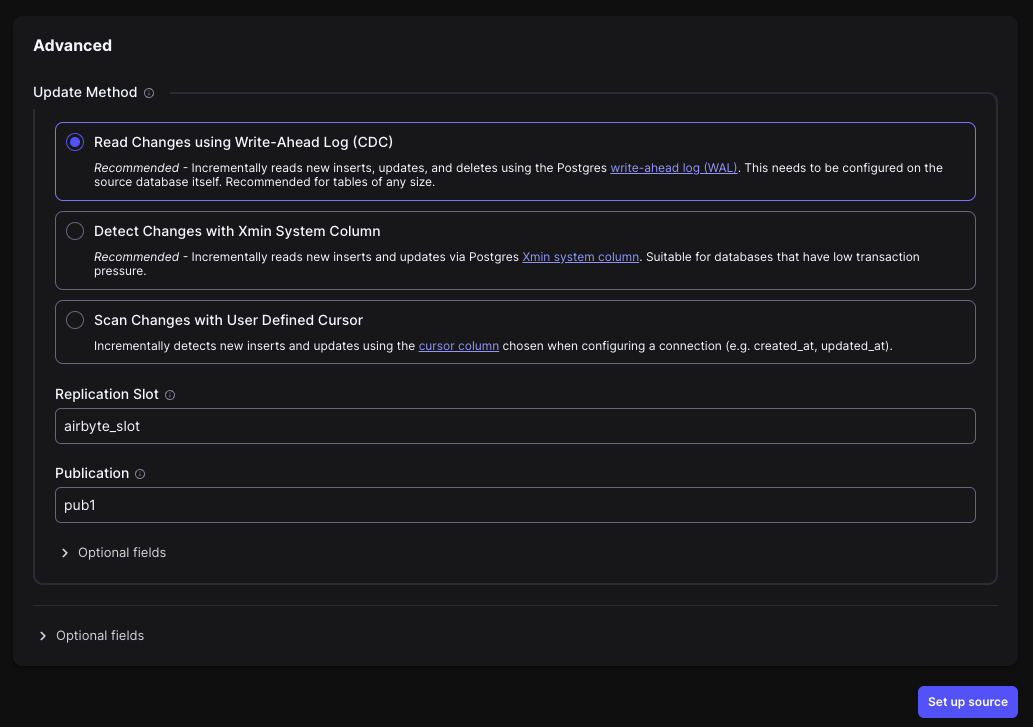 Advanced
Update Method
Read Changes using Write-Ahead Log (CDC)
Recommended - Incrementally reads new inserts, updates, and deletes using the Postgres write-ahead log (WAL). This needs to be configured on the
source database itself. Recommended for tables of any size.
Detect Changes with Xmin System Column
Recommended - Incrementally reads new inserts and updates via Postgres Xmin system column. Suitable for databases that have low transaction
pressure.
Scan Changes with User Defined Cursor
Incrementally detects new inserts and updates using the cursor column chosen when configuring a connection (e.g. created_at, updated_at).
Replication Slot
airbyte_slot
Publication
pub1
Optional fields
Optional fields
Set up source